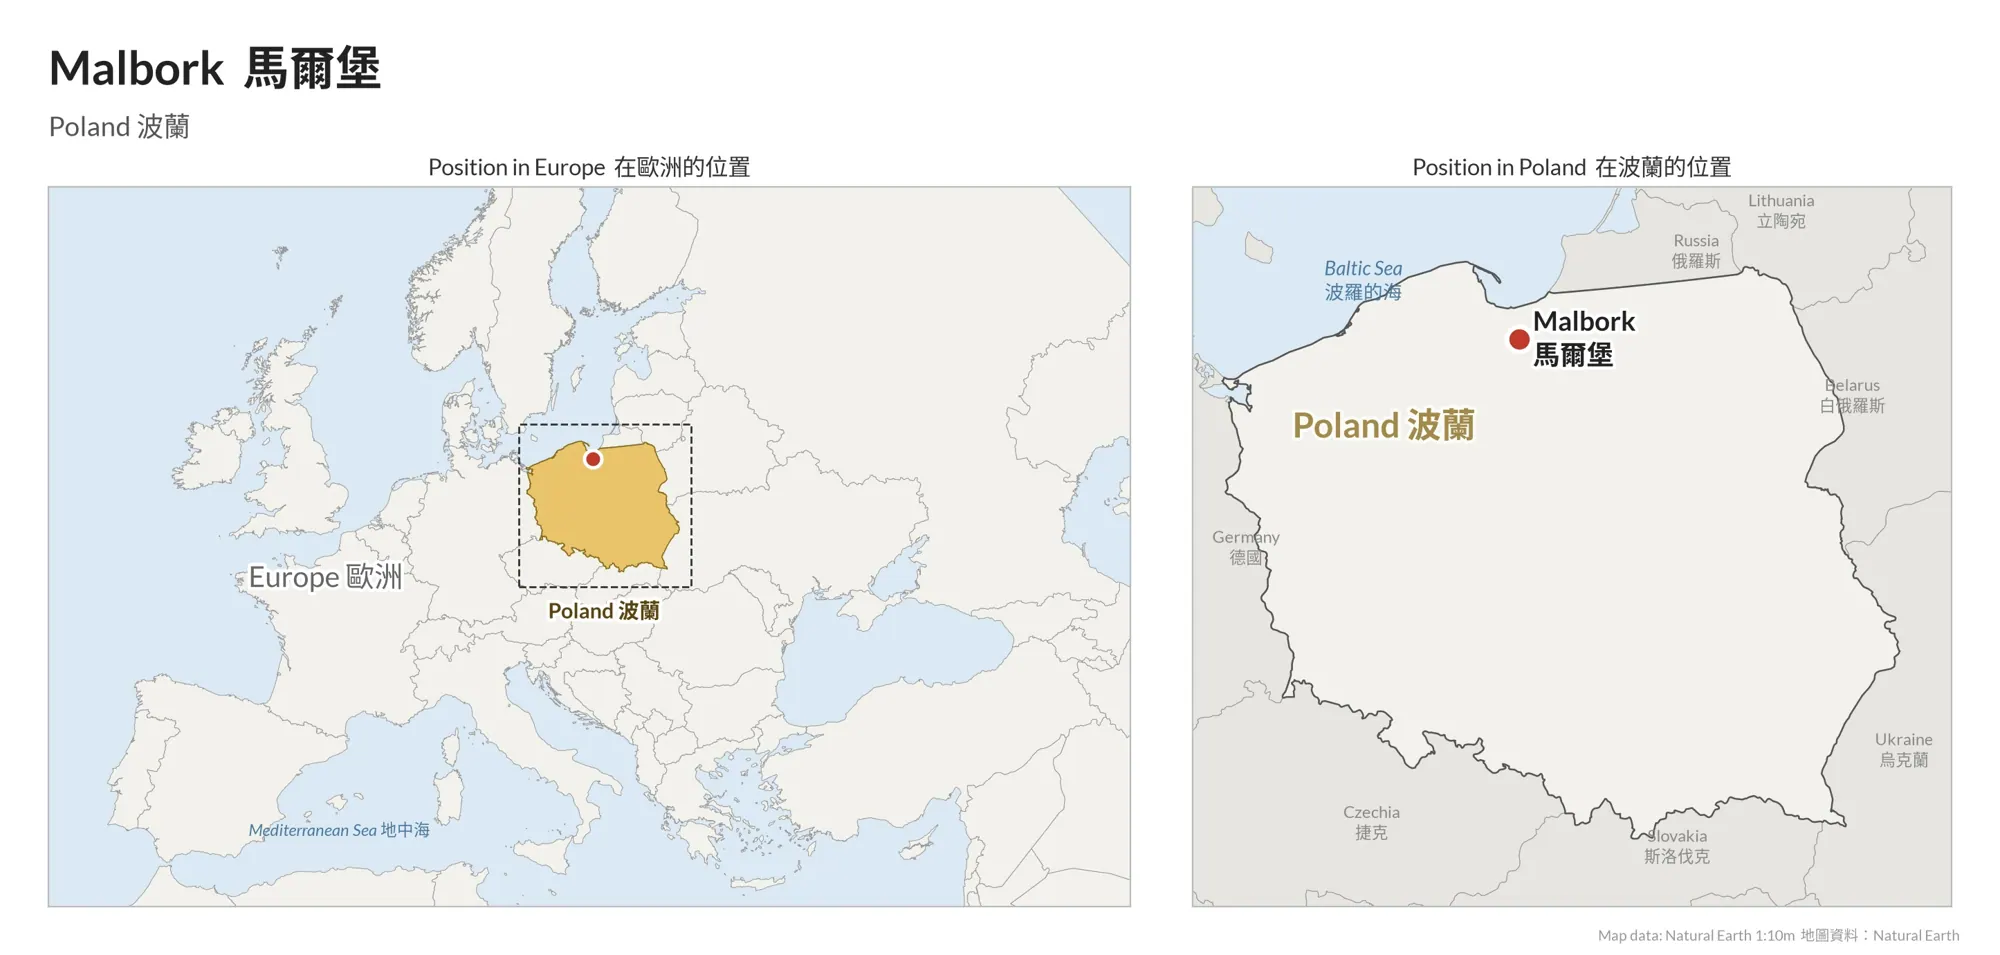 Malbork 馬爾堡
Poland 波蘭
Position in Europe 在歐洲的位置
Europe 歐洲
Poland 波蘭
Mediterranean Sea 地中海
Position in Poland 在波蘭的位置
Lithuania
立陶宛
Russia
俄羅斯
Baltic Sea
波羅的海
Malbork
馬爾堡
Belarus
白俄羅斯
Poland 波蘭
Germany
德國
Ukraine
烏克蘭
Czechia
捷克
Slovakia
斯洛伐克
Map data: Natural Earth 1:10m 地圖資料：Natural Earth